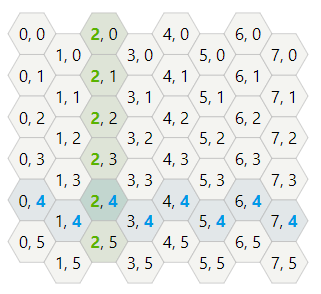 0, 0 2, 0 4, 0 6, 0
1, 0 3, 0 5, 0 7, 0
0, 1 2, 1 4, 1 6, 1
1, 1 3, 1 5, 1 7, 1
0, 2 2, 2 4, 2 6, 2
1, 2 3, 2 5, 2 7, 2
0, 3 2, 3 4, 3 6, 3
1, 3 3, 3 5, 3 7, 3
0, 4 2, 4 4, 4 6, 4
1, 4 3, 4 5, 4 7, 4
0, 5 2, 5 4, 5 6, 5
1, 5 3, 5 5, 5 7, 5